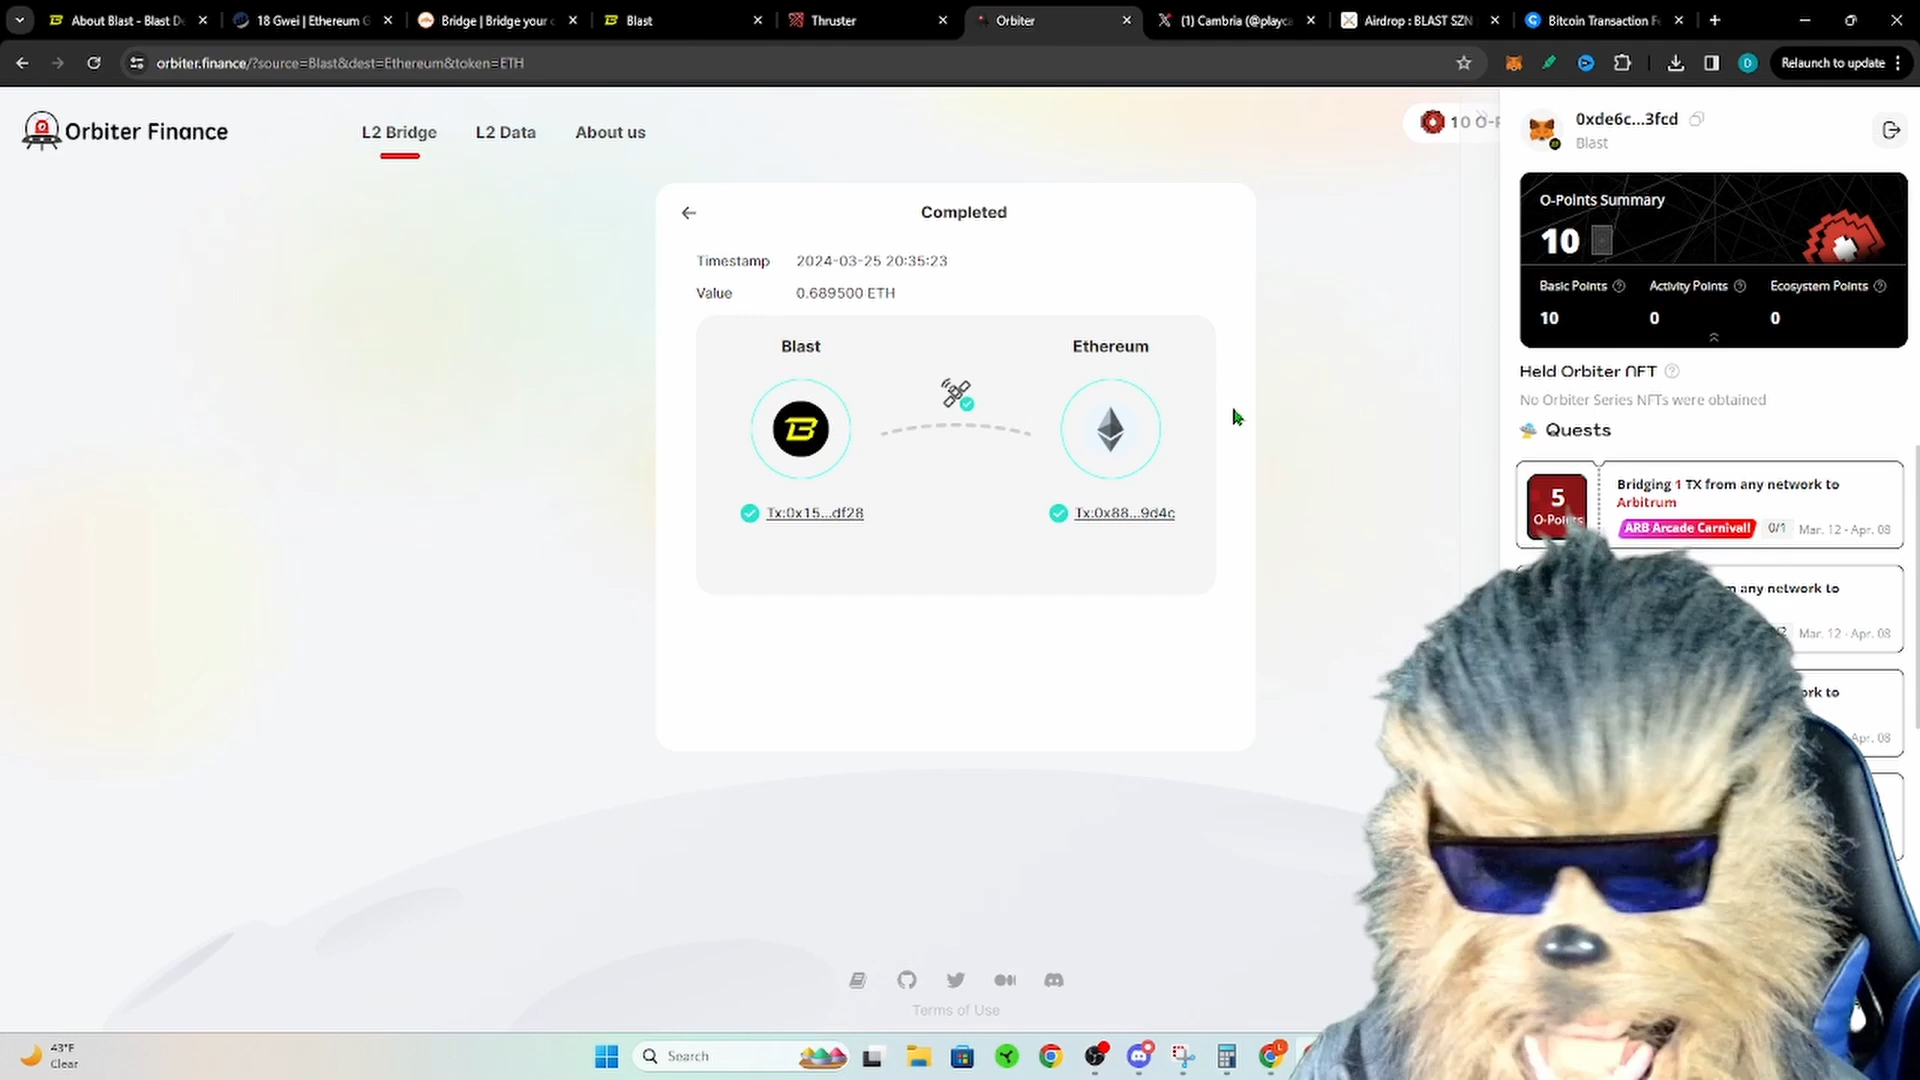 About Blast - Blast De
18 Gwei | Ethereum G
Bridge | Bridge your c
Blast
Thruster
Orbiter
(1) Cambria (@playca
Airdrop : BLAST SZN
Bitcoin Transaction Fe
orbiter.finance/?source=Blast&dest=Ethereum&token=ETH
D
Relaunch to update
Orbiter Finance
L2 Bridge
L2 Data
About us
10 O-P
0xde6c...3fcd
Blast
Completed
Timestamp 2024-03-25 20:35:23
Value 0.689500 ETH
Blast
Ethereum
Tx:0x15...df28
Tx:0x88...9d4c
O-Points Summary
10
Basic Points
Activity Points
Ecosystem Points
10
0
0
Held Orbiter NFT
No Orbiter Series NFTs were obtained
Quests
5
O-Points
Bridging 1 TX from any network to
Arbitrum
ARB Arcade Carnival!
0/1
Mar. 12 - Apr. 08
any network to
Mar. 12 - Apr. 08
to
Apr. 08
Terms of Use
43°F
Clear
Search